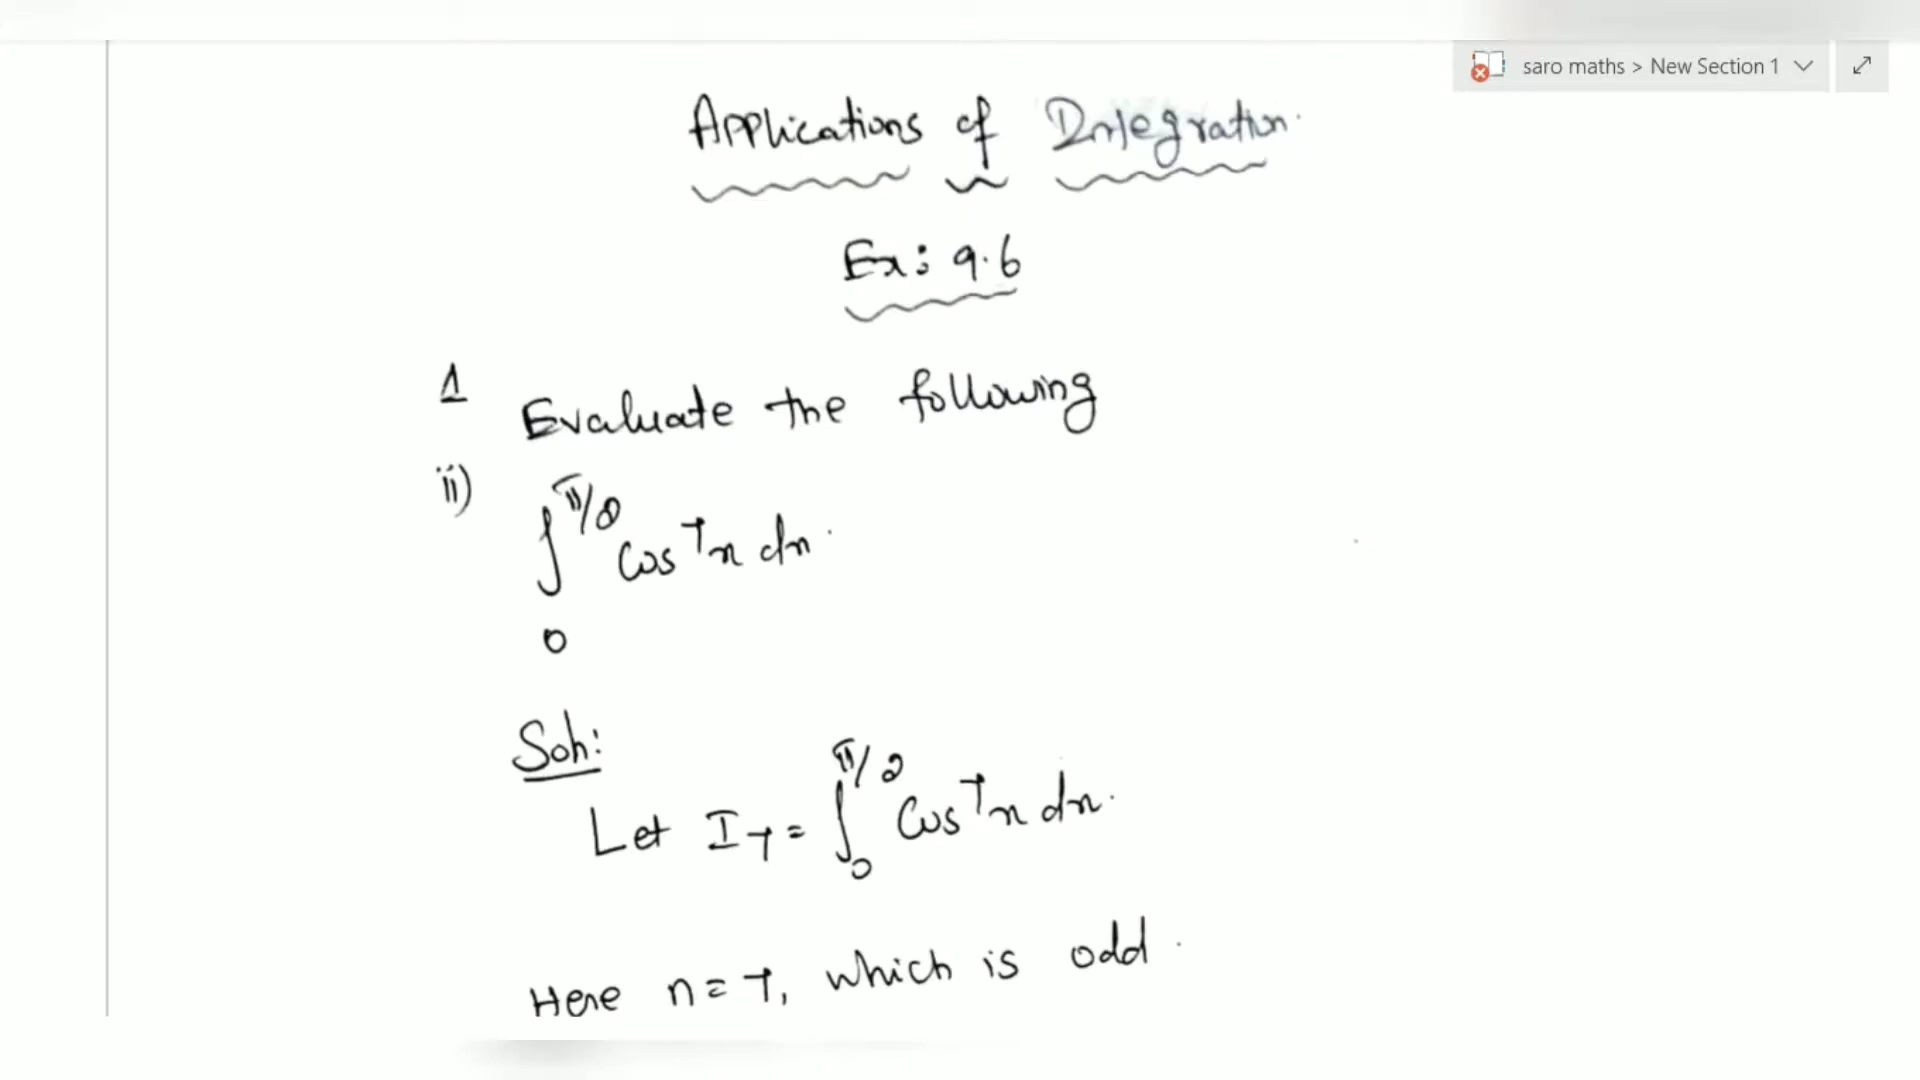 saro maths > New Section 1
Applications of Integration.
Ex: 9.6
1 Evaluate the following
ii) ∫₀^(π/2) cos⁷x dx.
Soln:
Let I₇ = ∫₀^(π/2) cos⁷x dx.
Here n = 7, which is odd.